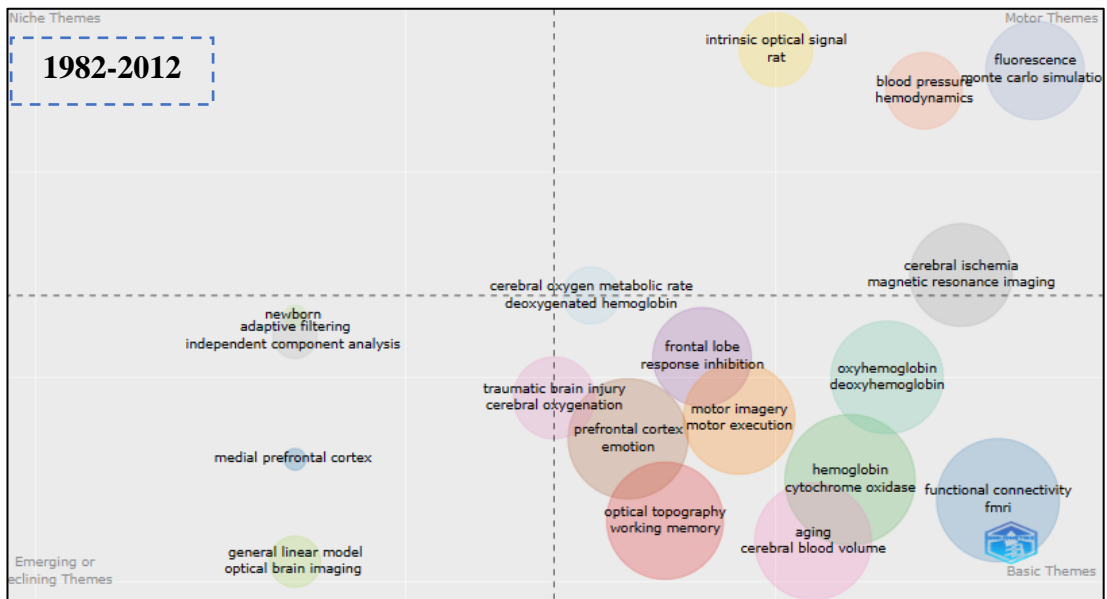 Niche Themes
Motor Themes
1982-2012
intrinsic optical signal
rat
fluorescence
monte carlo simulatio
blood pressure
hemodynamics
cerebral ischemia
magnetic resonance imaging
cerebral oxygen metabolic rate
deoxygenated hemoglobin
newborn
adaptive filtering
independent component analysis
frontal lobe
response inhibition
oxyhemoglobin
deoxyhemoglobin
traumatic brain injury
cerebral oxygenation
motor imagery
motor execution
prefrontal cortex
emotion
medial prefrontal cortex
hemoglobin
cytochrome oxidase
functional connectivity
fmri
optical topography
working memory
aging
cerebral blood volume
general linear model
optical brain imaging
Emerging or
eclining Themes
Basic Themes